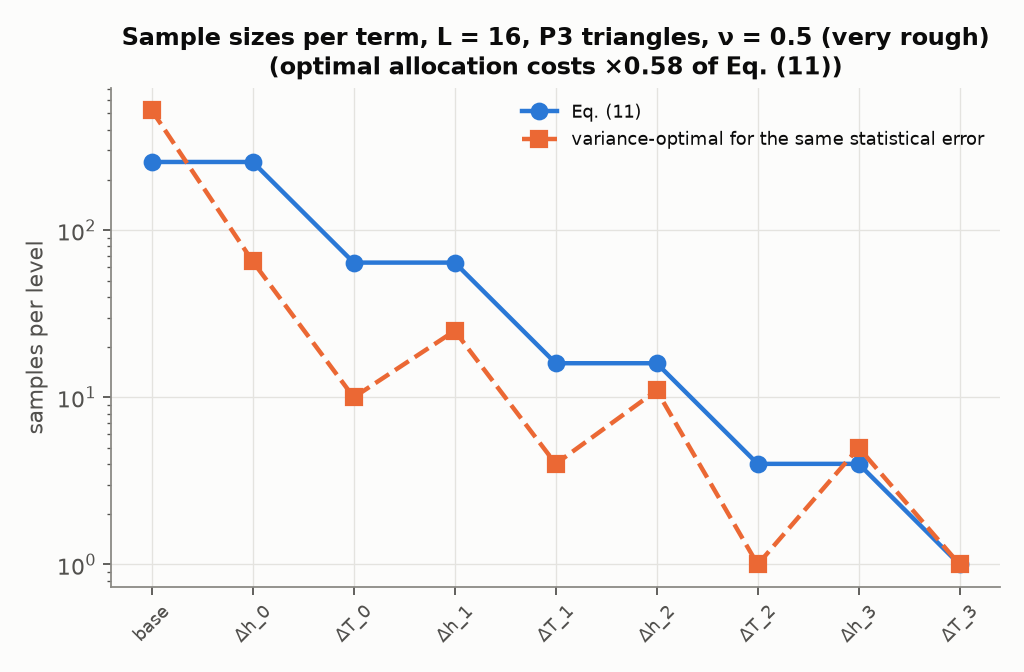 Sample sizes per term, L = 16, P3 triangles, ν = 0.5 (very rough)
(optimal allocation costs ×0.58 of Eq. (11))
Eq. (11)
variance-optimal for the same statistical error
samples per level
10²
10¹
10⁰
base
Δh_0
ΔT_0
Δh_1
ΔT_1
Δh_2
ΔT_2
Δh_3
ΔT_3